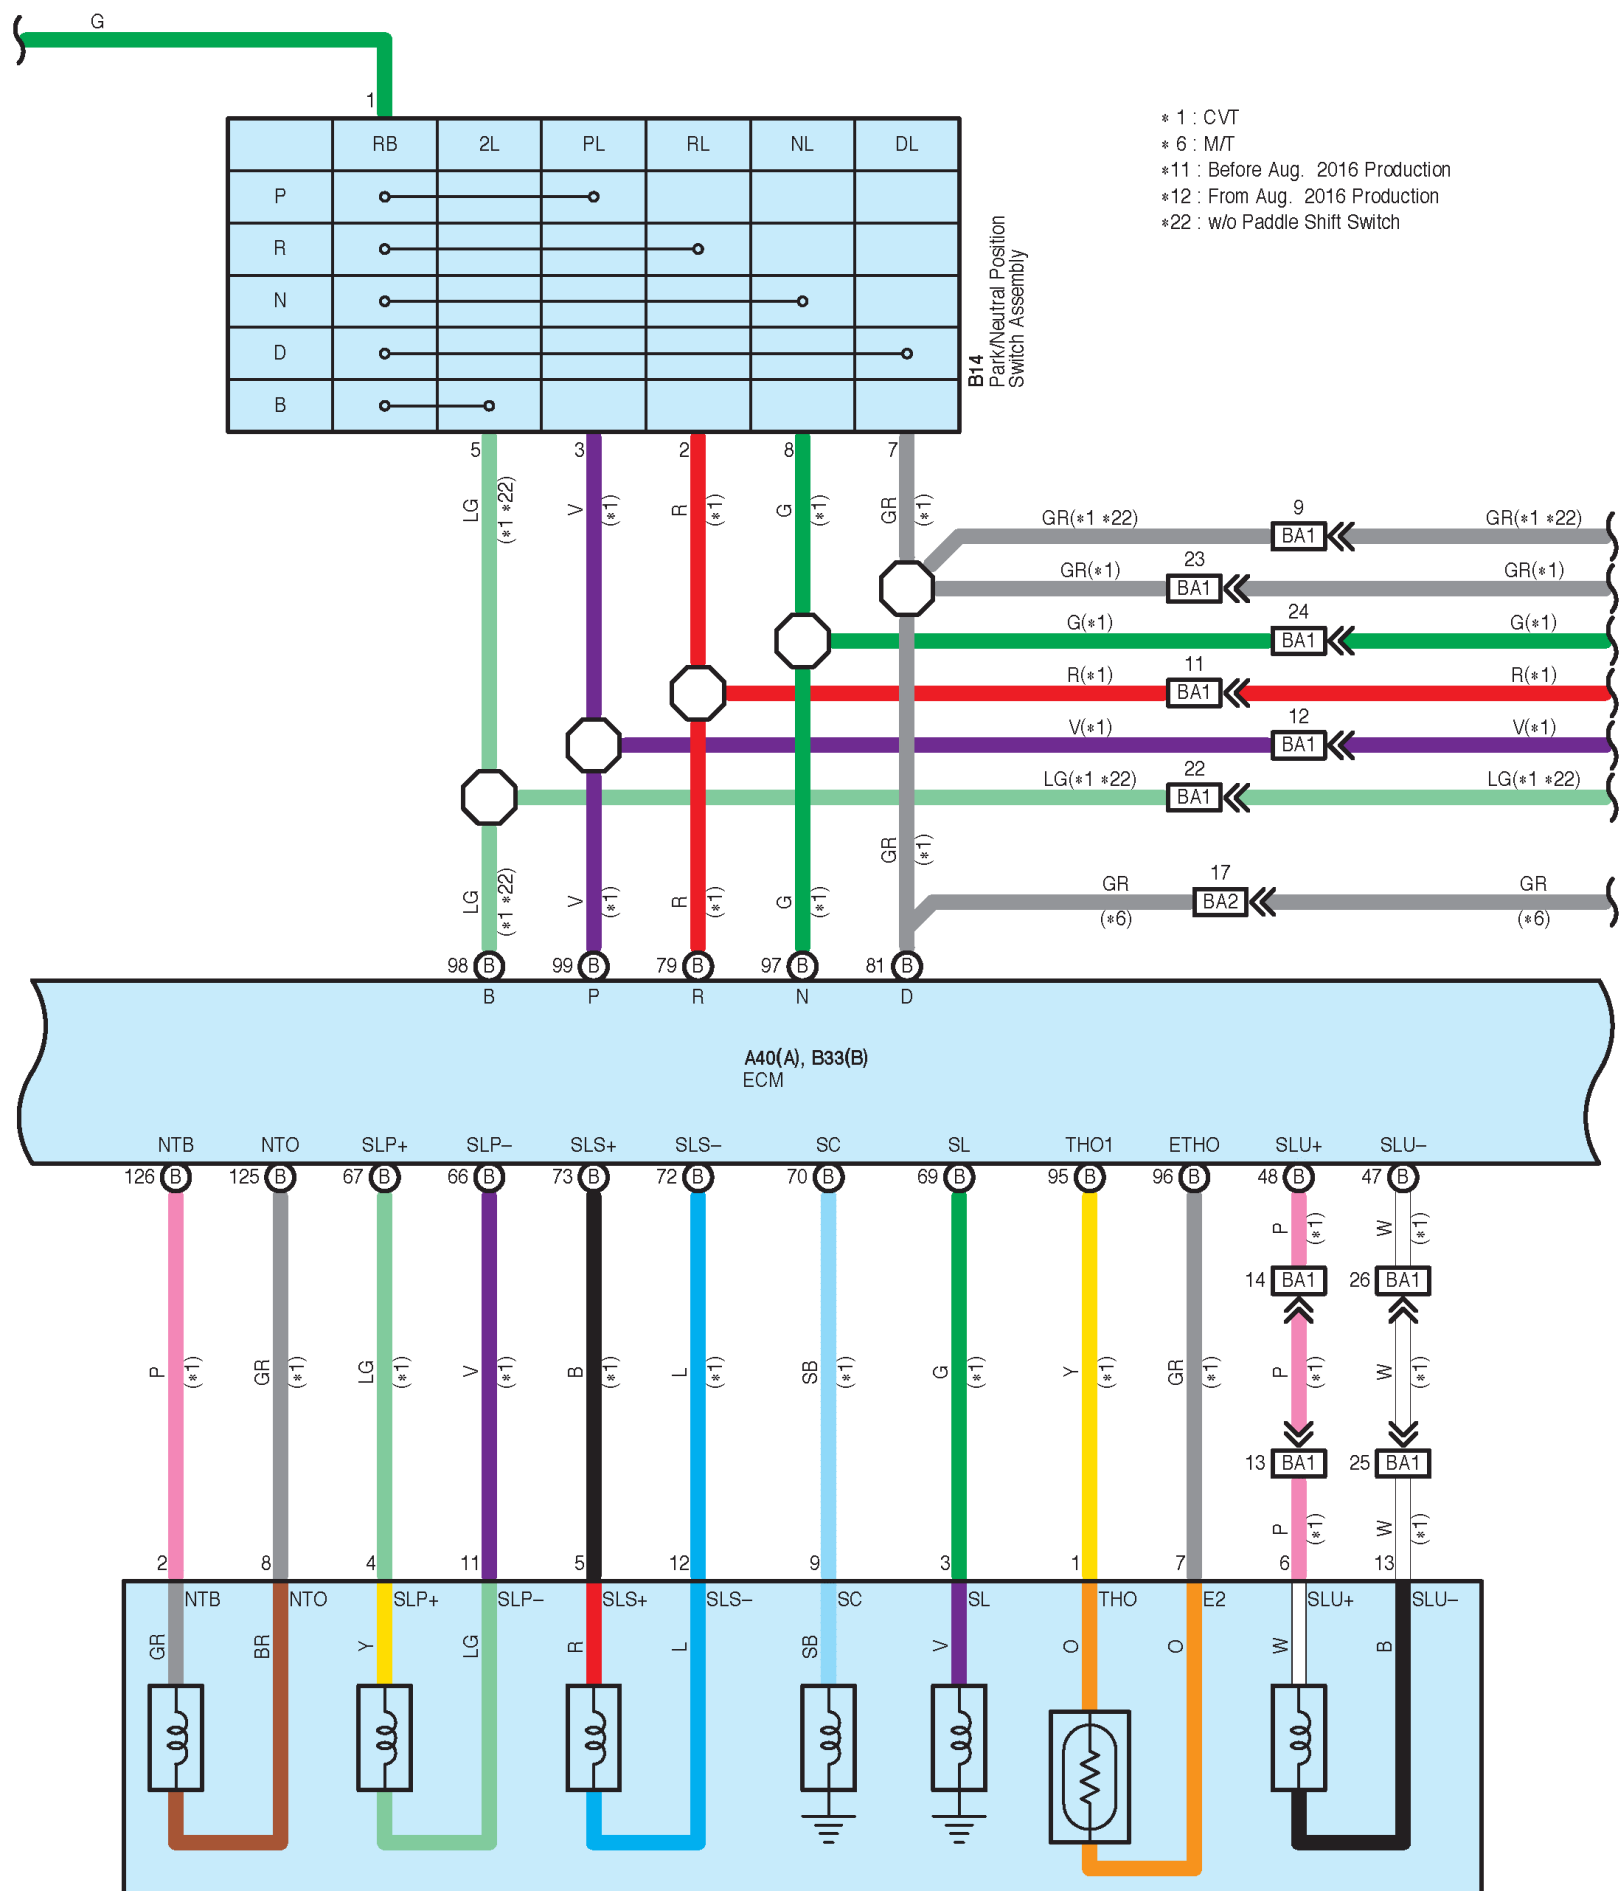 G
1
* 1 : CVT
* 6 : M/T
*11 : Before Aug. 2016 Production
*12 : From Aug. 2016 Production
*22 : w/o Paddle Shift Switch
RB 2L PL RL NL DL
P
R
N
D
B
B14
Park/Neutral Position
Switch Assembly
5 3 2 8 7
LG (*1 *22) V (*1) R (*1) G (*1) GR (*1)
GR(*1 *22) 9 BA1 GR(*1 *22)
GR(*1) 23 BA1 GR(*1)
G(*1) 24 BA1 G(*1)
R(*1) 11 BA1 R(*1)
V(*1) 12 BA1 V(*1)
LG(*1 *22) 22 BA1 LG(*1 *22)
GR (*1)
GR (*6) 17 BA2 GR (*6)
LG (*1 *22) V (*1) R (*1) G (*1)
98 B 99 B 79 B 97 B 81 B
B P R N D
A40(A), B33(B)
ECM
NTB NTO SLP+ SLP− SLS+ SLS− SC SL THO1 ETHO SLU+ SLU−
126 B 125 B 67 B 66 B 73 B 72 B 70 B 69 B 95 B 96 B 48 B 47 B
P (*1) W (*1)
14 BA1 26 BA1
P (*1) GR (*1) LG (*1) V (*1) B (*1) L (*1) SB (*1) G (*1) Y (*1) GR (*1) P (*1) W (*1)
13 BA1 25 BA1
P (*1) W (*1)
2 8 4 11 5 12 9 3 1 7 6 13
NTB NTO SLP+ SLP− SLS+ SLS− SC SL THO E2 SLU+ SLU−
GR BR Y LG R L SB V O O W B